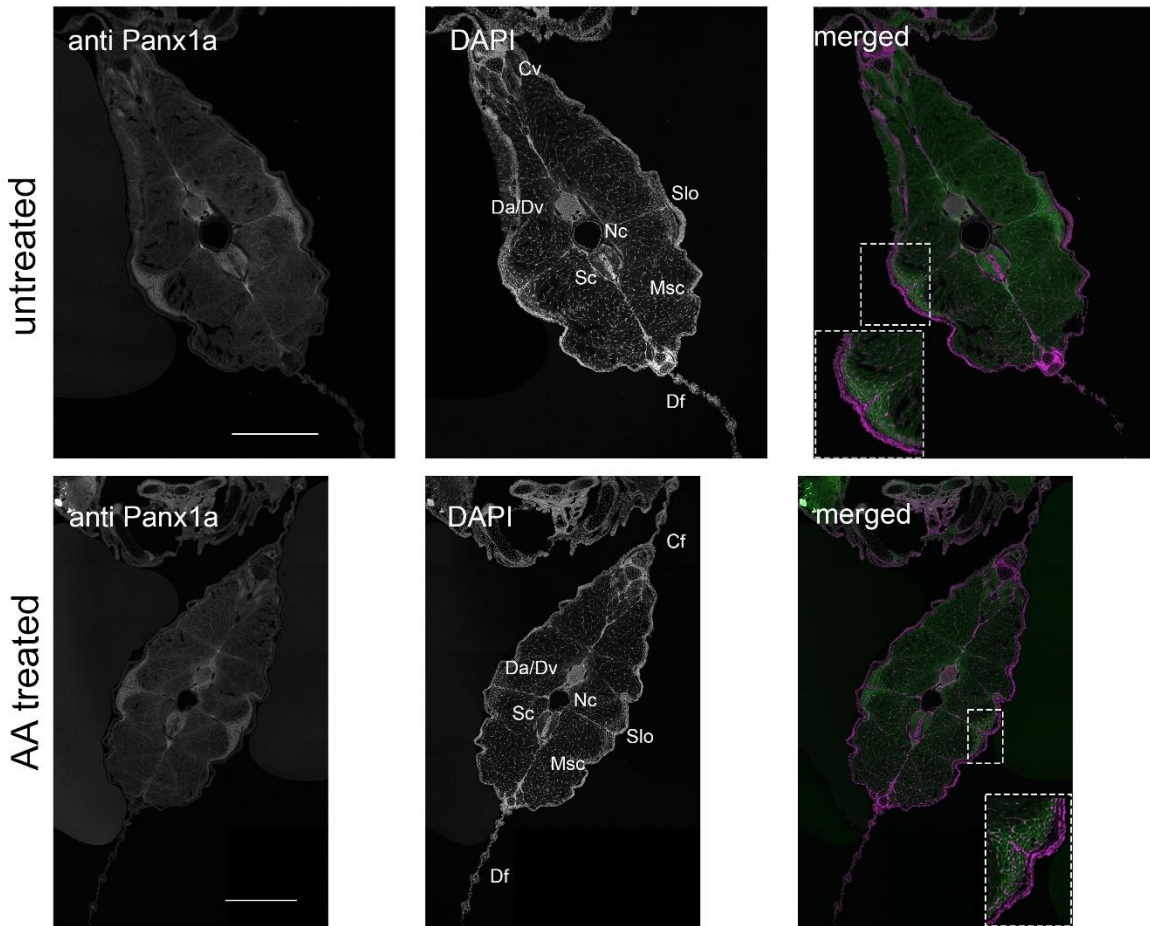 untreated
anti Panx1a
DAPI
merged
Cv
Slo
Da/Dv
Nc
Sc
Msc
Df
AA treated
anti Panx1a
DAPI
merged
Cf
Da/Dv
Nc
Sc
Slo
Msc
Df